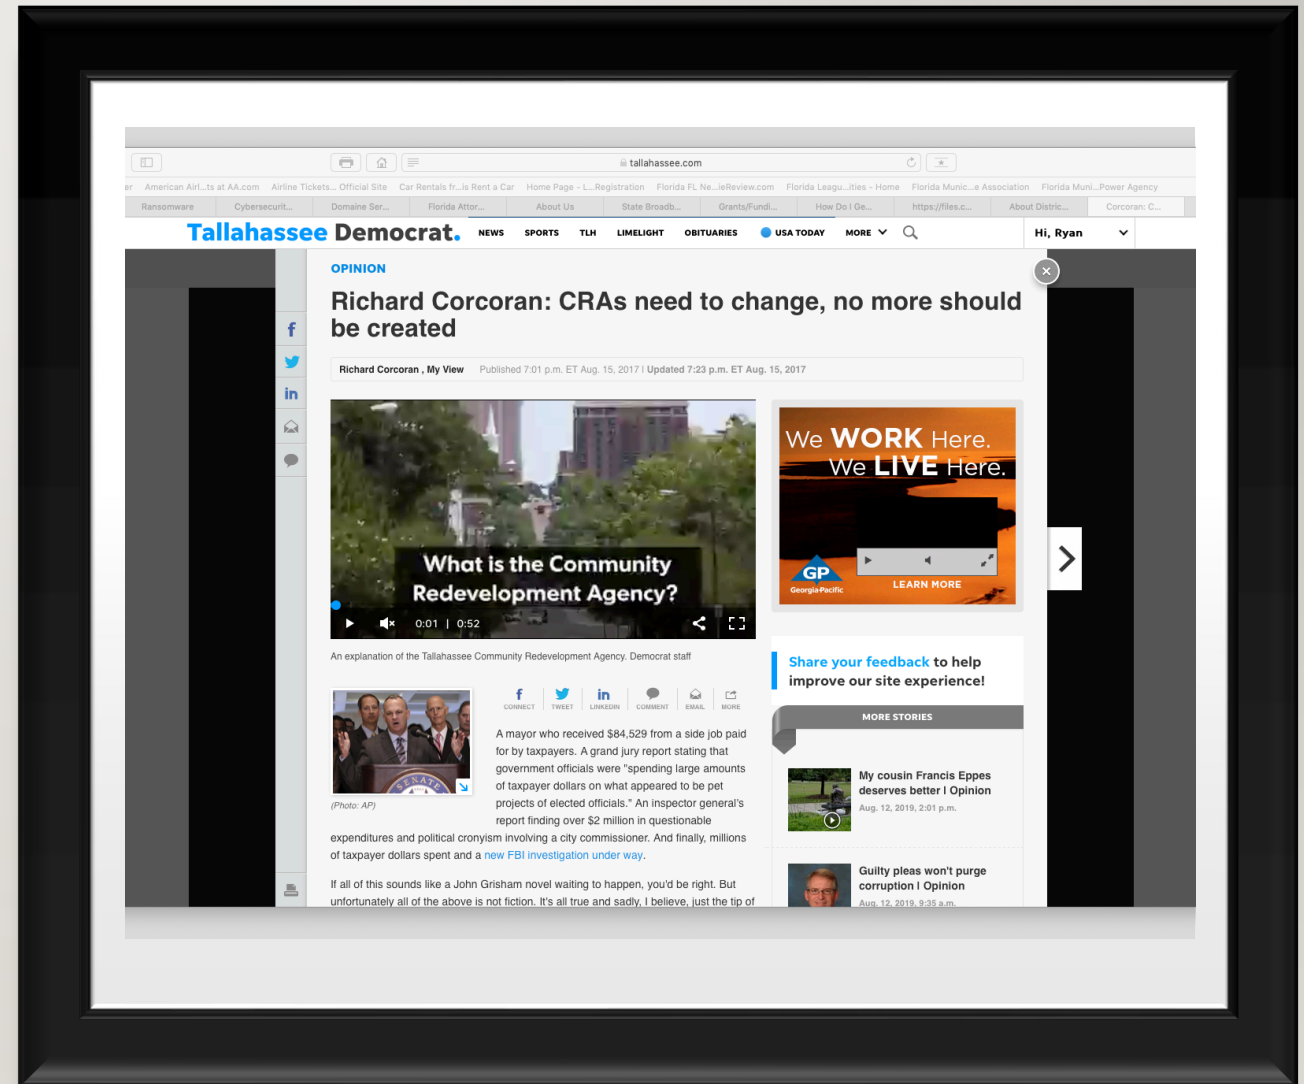 tallahassee.com
er American Airl...ts at AA.com Airline Tickets... Official Site Car Rentals fr...is Rent a Car Home Page - L...Registration Florida FL Ne...ieReview.com Florida Leagu...ities - Home Florida Munic...e Association Florida Muni...Power Agency
Ransomware Cybersecurit... Domaine Ser... Florida Attor... About Us State Broadb... Grants/Fundi... How Do I Ge... https://files.c... About Distric... Corcoran: C...
Tallahassee Democrat. NEWS SPORTS TLH LIMELIGHT OBITUARIES USA TODAY MORE Hi, Ryan
OPINION
Richard Corcoran: CRAs need to change, no more should
be created
Richard Corcoran , My View Published 7:01 p.m. ET Aug. 15, 2017 | Updated 7:23 p.m. ET Aug. 15, 2017
What is the Community
Redevelopment Agency?
0:01 | 0:52
An explanation of the Tallahassee Community Redevelopment Agency. Democrat staff
SENATE
(Photo: AP)
CONNECT TWEET LINKEDIN COMMENT EMAIL MORE
A mayor who received $84,529 from a side job paid
for by taxpayers. A grand jury report stating that
government officials were "spending large amounts
of taxpayer dollars on what appeared to be pet
projects of elected officials." An inspector general's
report finding over $2 million in questionable
expenditures and political cronyism involving a city commissioner. And finally, millions
of taxpayer dollars spent and a new FBI investigation under way.
If all of this sounds like a John Grisham novel waiting to happen, you'd be right. But
unfortunately all of the above is not fiction. It's all true and sadly, I believe, just the tip of
We WORK Here.
We LIVE Here.
GP
Georgia-Pacific
LEARN MORE
Share your feedback to help
improve our site experience!
MORE STORIES
My cousin Francis Eppes
deserves better | Opinion
Aug. 12, 2019, 2:01 p.m.
Guilty pleas won't purge
corruption | Opinion
Aug. 12, 2019, 9:35 a.m.